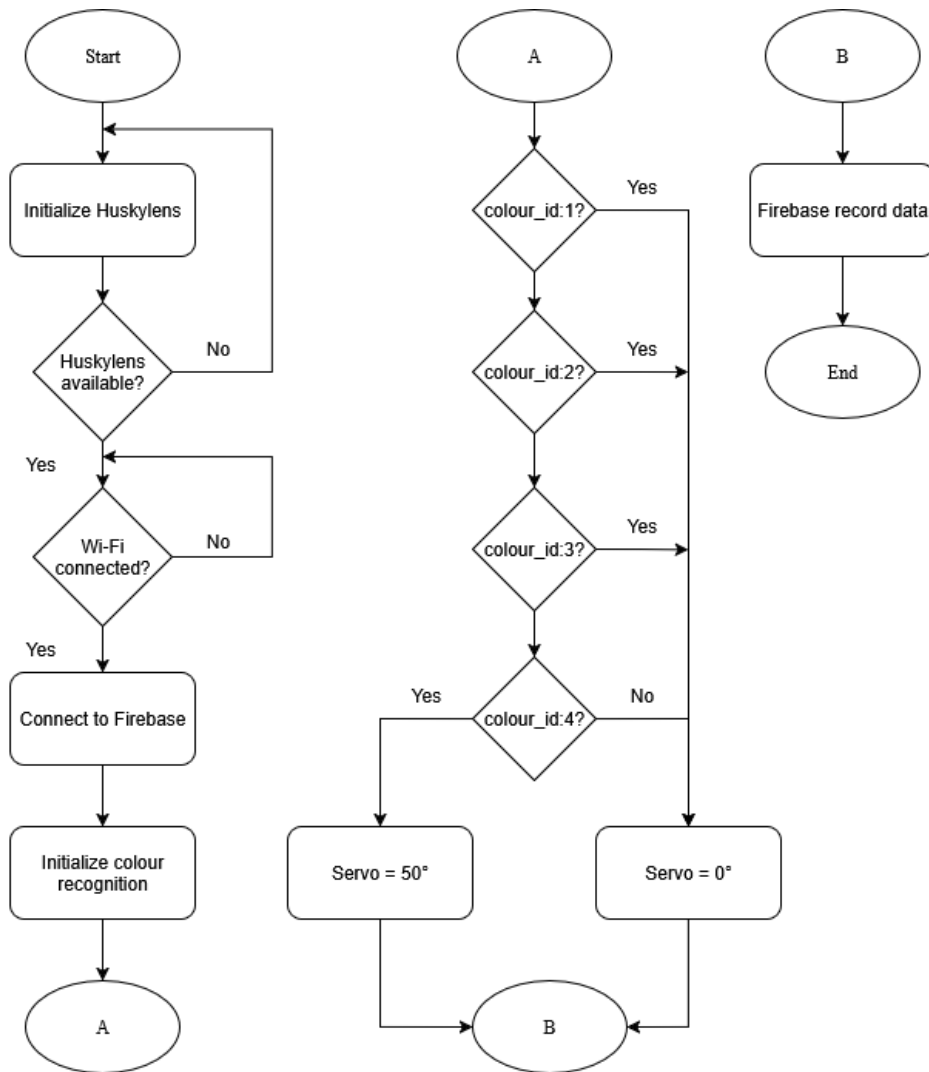 Start
Initialize Huskylens
Huskylens
available?
No
Yes
Wi-Fi
connected?
No
Yes
Connect to Firebase
Initialize colour
recognition
A
A
colour_id:1?
Yes
colour_id:2?
Yes
colour_id:3?
Yes
colour_id:4?
Yes
No
Servo = 50°
Servo = 0°
B
B
Firebase record data
End